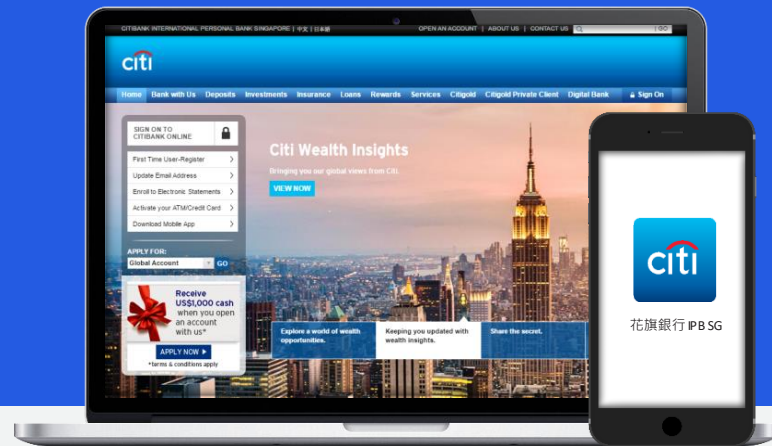 CITIBANK INTERNATIONAL PERSONAL BANK SINGAPORE | 中文 | 日本語
OPEN AN ACCOUNT | ABOUT US | CONTACT US
GO
citi
Home Bank with Us Deposits Investments Insurance Loans Rewards Services Citigold Citigold Private Client Digital Bank Sign On
SIGN ON TO
CITIBANK ONLINE
First Time User-Register
Update Email Address
Enroll to Electronic Statements
Activate your ATM/Credit Card
Download Mobile App
APPLY FOR:
Global Account GO
Receive
US$1,000 cash
when you open
an account
with us*
APPLY NOW
*terms & conditions apply
Citi Wealth Insights
Bringing you our global views from Citi.
VIEW NOW
Explore a world of wealth
opportunities.
Keeping you updated with
wealth insights.
Share the secret.
citi
花旗銀行 IPB SG